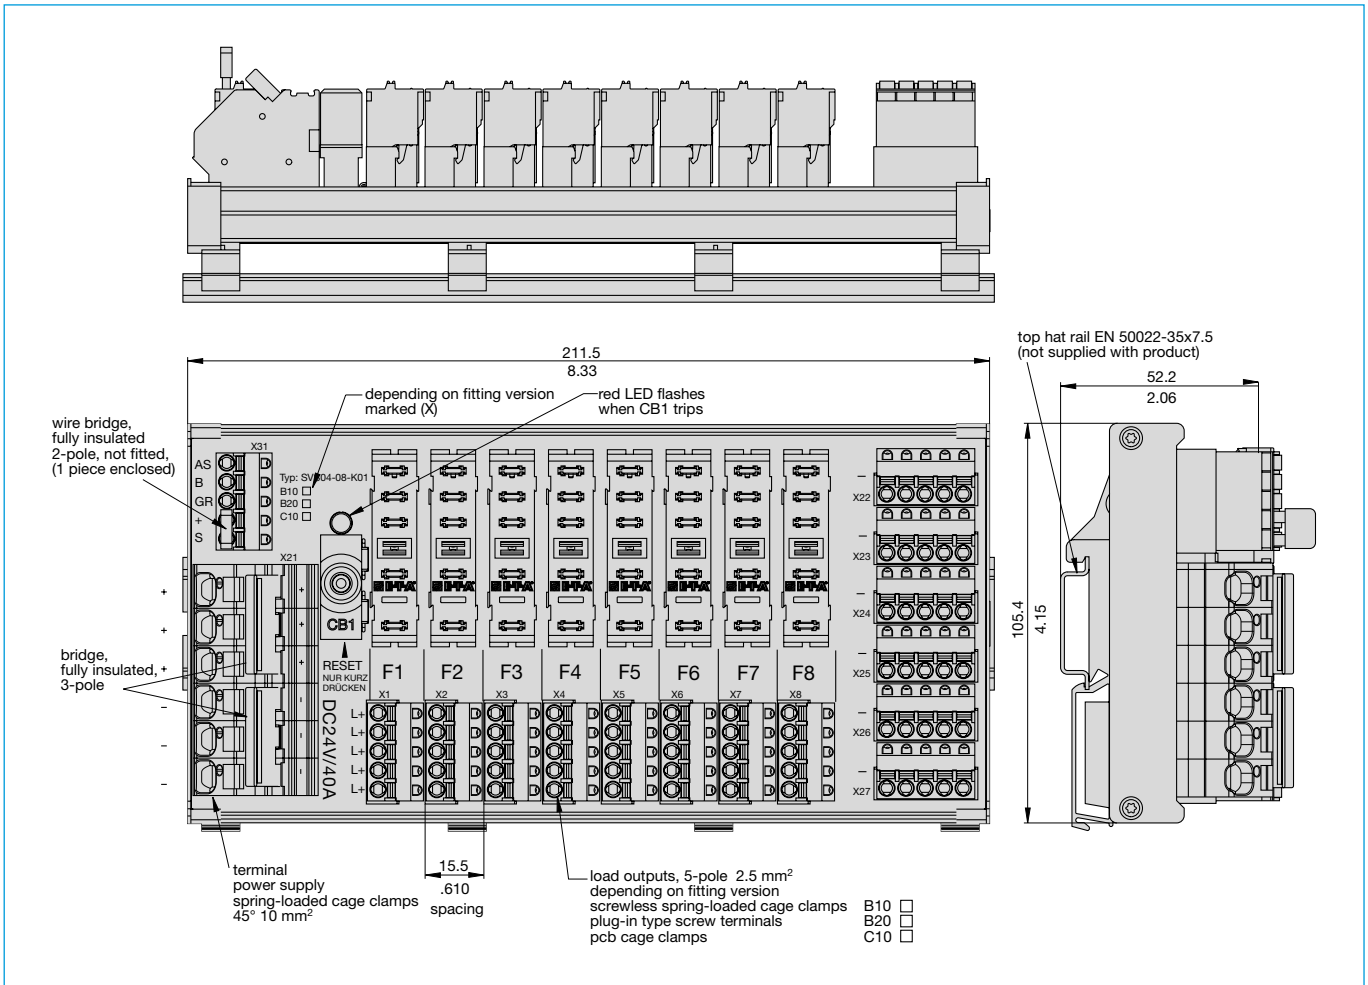 top hat rail EN 50022-35x7.5
(not supplied with product)
211.5
8.33
52.2
2.06
depending on fitting version
marked (X)
red LED flashes
when CB1 trips
wire bridge,
fully insulated
2-pole, not fitted,
(1 piece enclosed)
X31
AS
B
GR
+
S
Typ: SVB04-08-K01
B10
B20
C10
X21
CB1
RESET
NUR KURZ
DRÜCKEN
DC24V/40A
+
+
+
-
-
-
+
+
+
-
-
-
bridge,
fully insulated,
3-pole
E-T-A E-T-A E-T-A E-T-A E-T-A E-T-A E-T-A E-T-A
F1 F2 F3 F4 F5 F6 F7 F8
X1 X2 X3 X4 X5 X6 X7 X8
L+
L+
L+
L+
L+
–
X22
–
X23
–
X24
–
X25
–
X26
–
X27
105.4
4.15
terminal
power supply
spring-loaded cage clamps
45° 10 mm²
15.5
.610
spacing
load outputs, 5-pole 2.5 mm²
depending on fitting version
screwless spring-loaded cage clamps B10
plug-in type screw terminals B20
pcb cage clamps C10